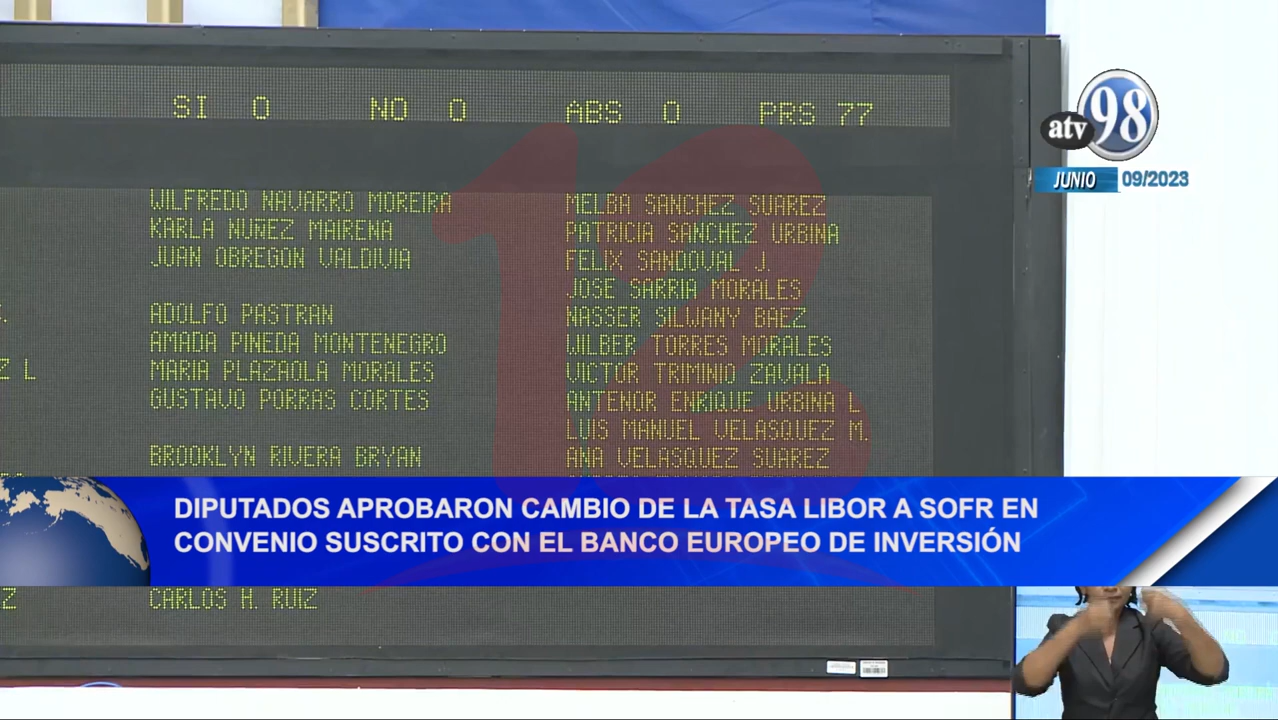 SI 0 NO 0 ABS 0 PRS 77
atv 98
JUNIO 09/2023
WILFREDO NAVARRO MOREIRA
KARLA NUÑEZ MAIRENA
JUAN OBREGON VALDIVIA
ADOLFO PASTRAN
AMADA PINEDA MONTENEGRO
Z L
MARIA PLAZAOLA MORALES
GUSTAVO PORRAS CORTES
BROOKLYN RIVERA BRYAN
MELBA SANCHEZ SUAREZ
PATRICIA SANCHEZ URBINA
FELIX SANDOVAL J.
JOSE SARRIA MORALES
WASSER SILWANY BAEZ
WILBER TORRES MORALES
VICTOR TRIMINIO ZAVALA
ANTENOR ENRIQUE URBINA L
LUIS MANUEL VELASQUEZ M.
ANA VELASQUEZ SUAREZ
12
DIPUTADOS APROBARON CAMBIO DE LA TASA LIBOR A SOFR EN
CONVENIO SUSCRITO CON EL BANCO EUROPEO DE INVERSIÓN
Z
CARLOS H. RUIZ